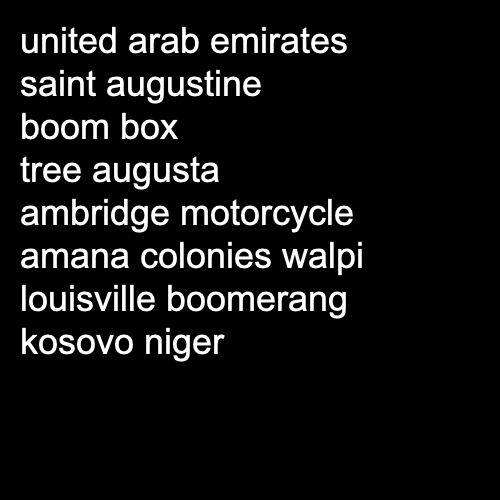 united arab emirates
saint augustine
boom box
tree augusta
ambridge motorcycle
amana colonies walpi
louisville boomerang
kosovo niger